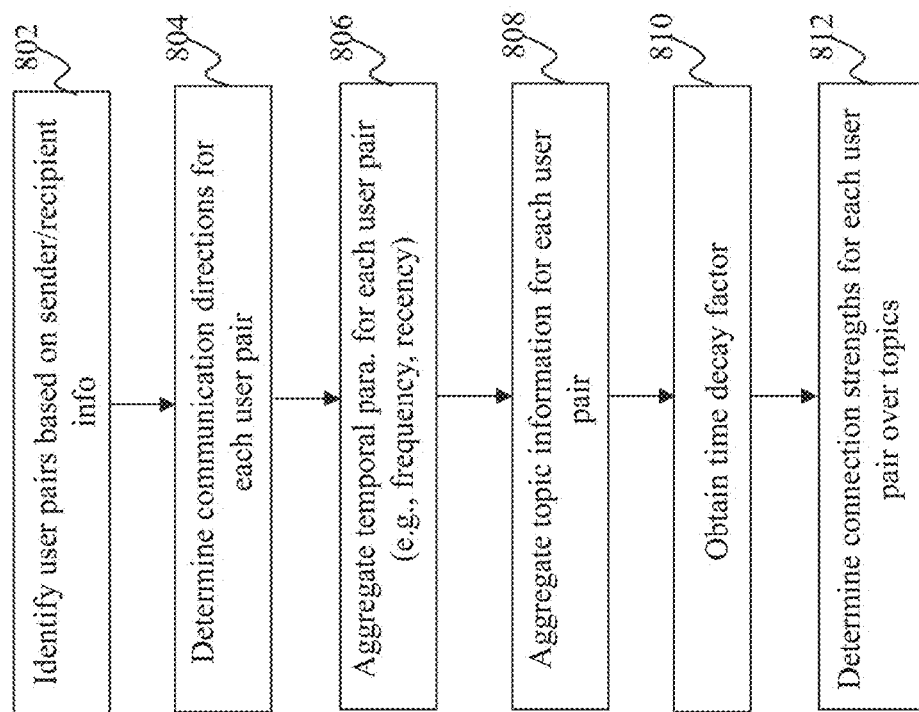 802
Identify user pairs based on sender/recipient
info
804
Determine communication directions for
each user pair
806
Aggregate temporal para. for each user pair
(e.g., frequency, recency)
808
Aggregate topic information for each user
pair
810
Obtain time decay factor
812
Determine connection strengths for each user
pair over topics